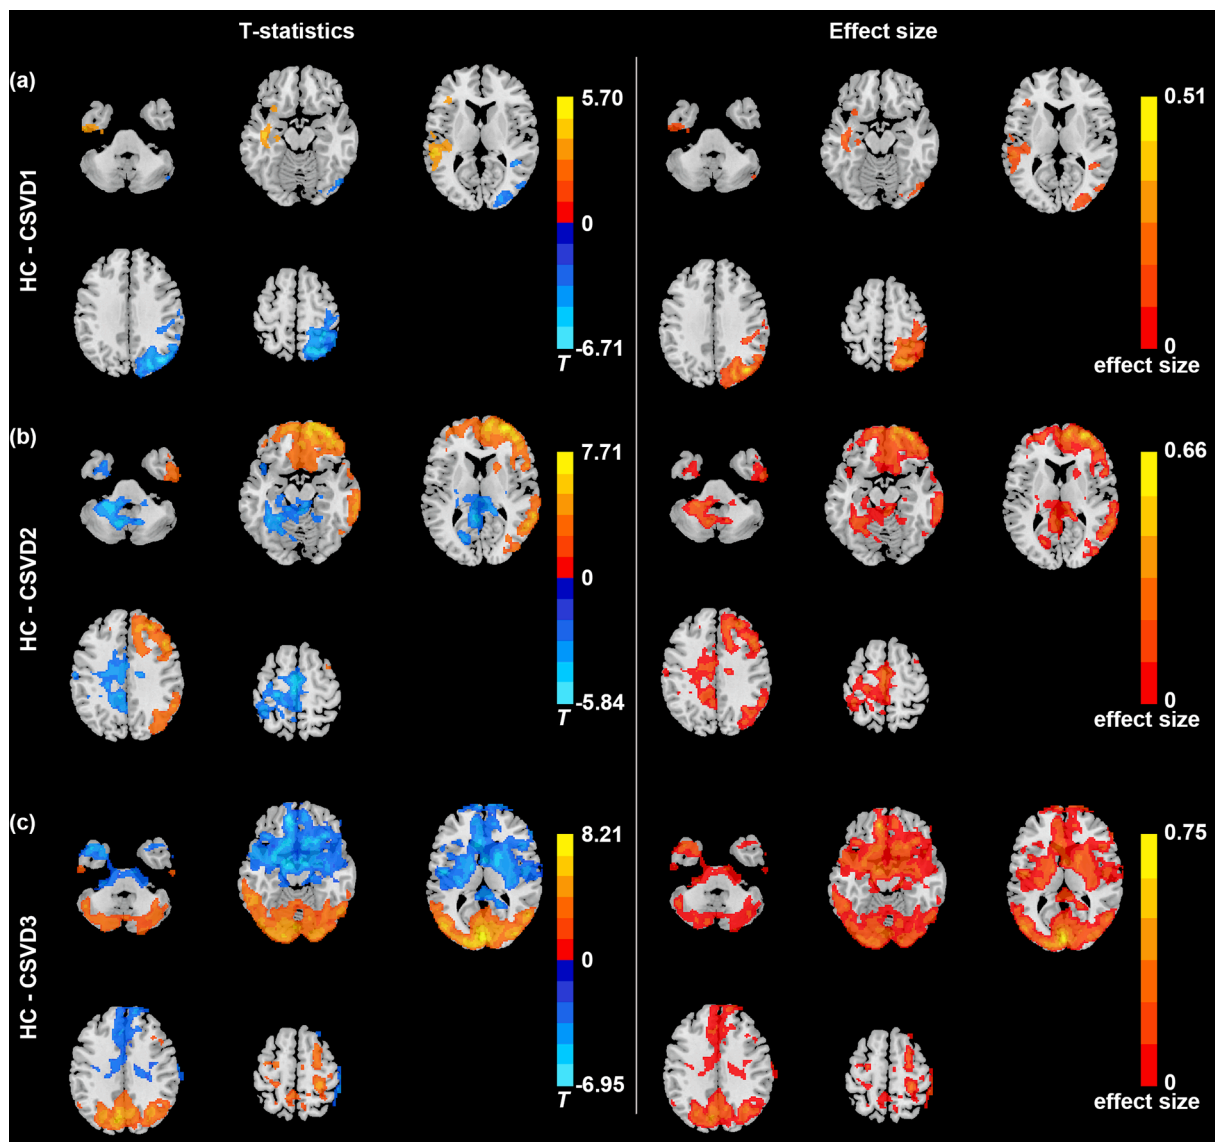 T-statistics
Effect size
(a)
HC - CSVD1
5.70
0
-6.71
T
0.51
0
effect size
(b)
HC - CSVD2
7.71
0
-5.84
T
0.66
0
effect size
(c)
HC - CSVD3
8.21
0
-6.95
T
0.75
0
effect size